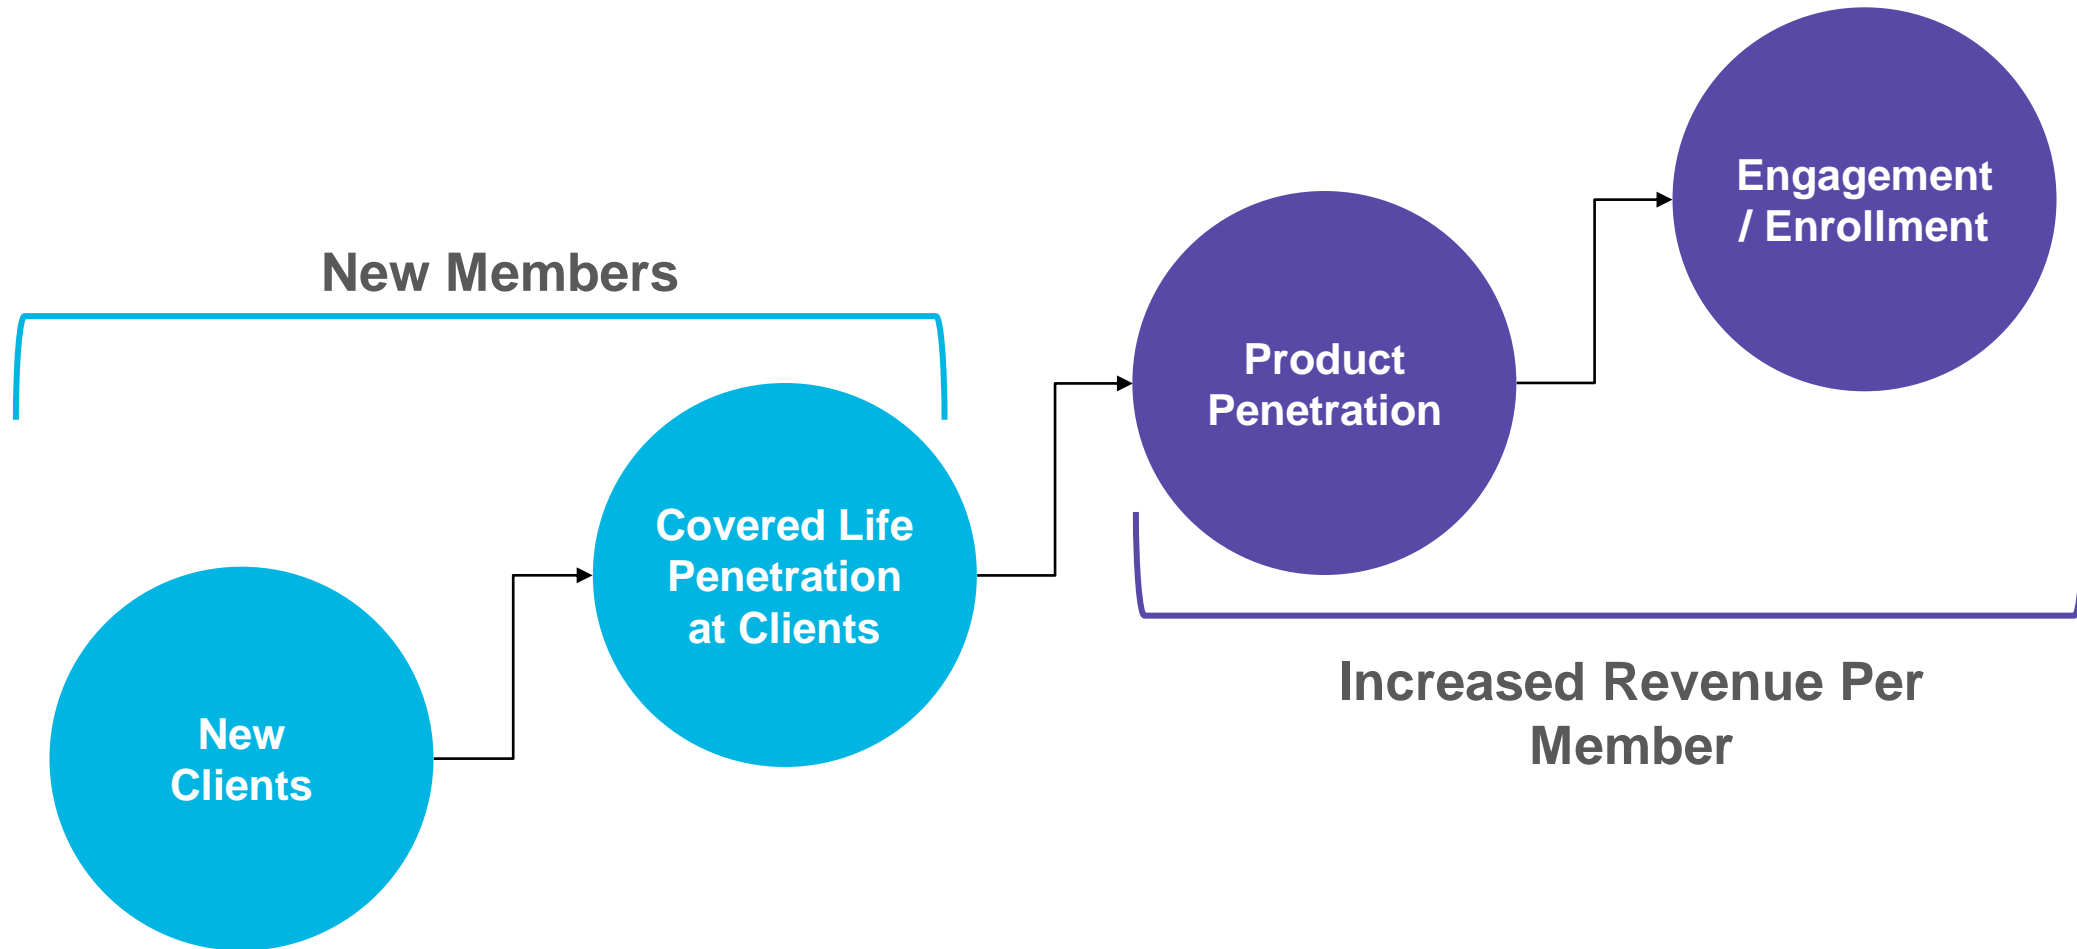 New Members
New
Clients
Covered Life
Penetration
at Clients
Product
Penetration
Engagement
/ Enrollment
Increased Revenue Per
Member